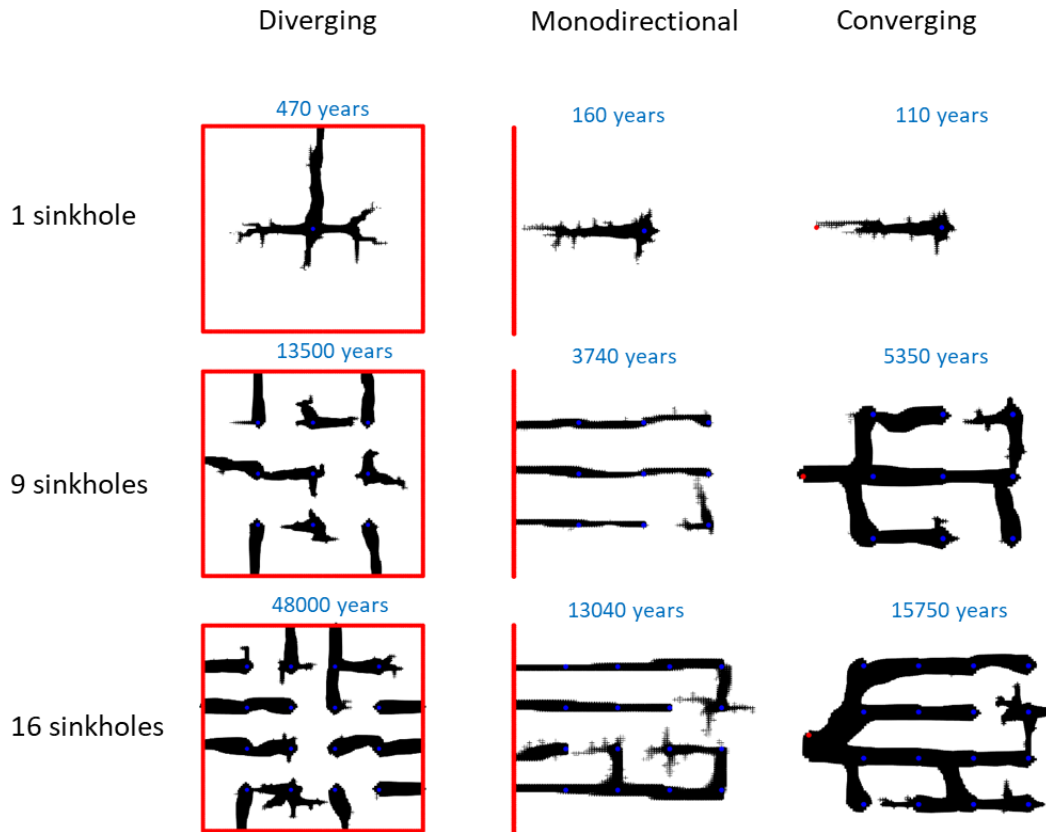 Diverging Monodirectional Converging
470 years 160 years 110 years
1 sinkhole
13500 years 3740 years 5350 years
9 sinkholes
48000 years 13040 years 15750 years
16 sinkholes